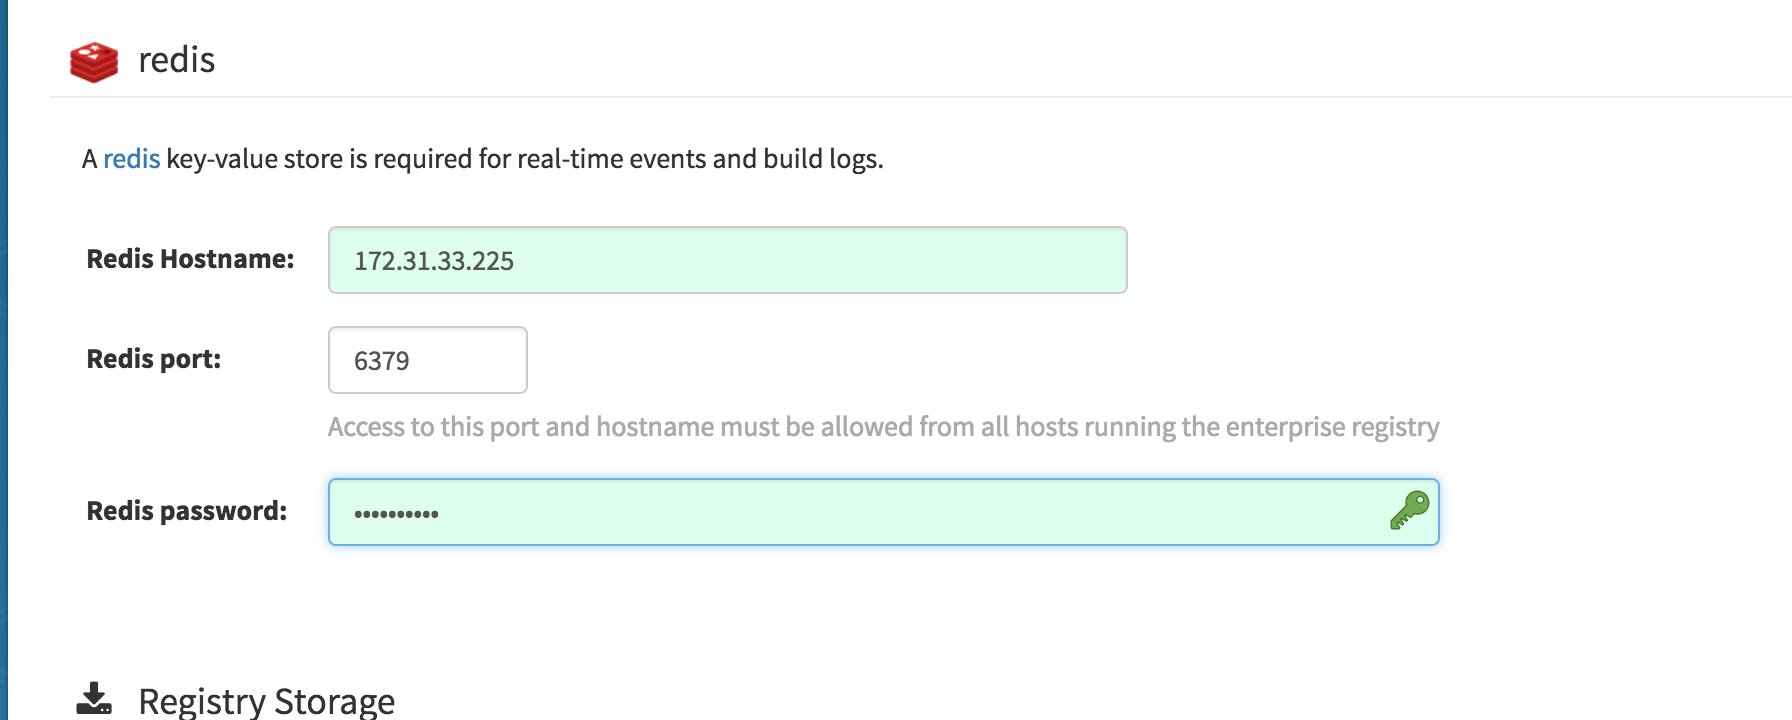 redis
A redis key-value store is required for real-time events and build logs.
Redis Hostname: 172.31.33.225
Redis port: 6379
Access to this port and hostname must be allowed from all hosts running the enterprise registry
Redis password: ••••••••••
Registry Storage